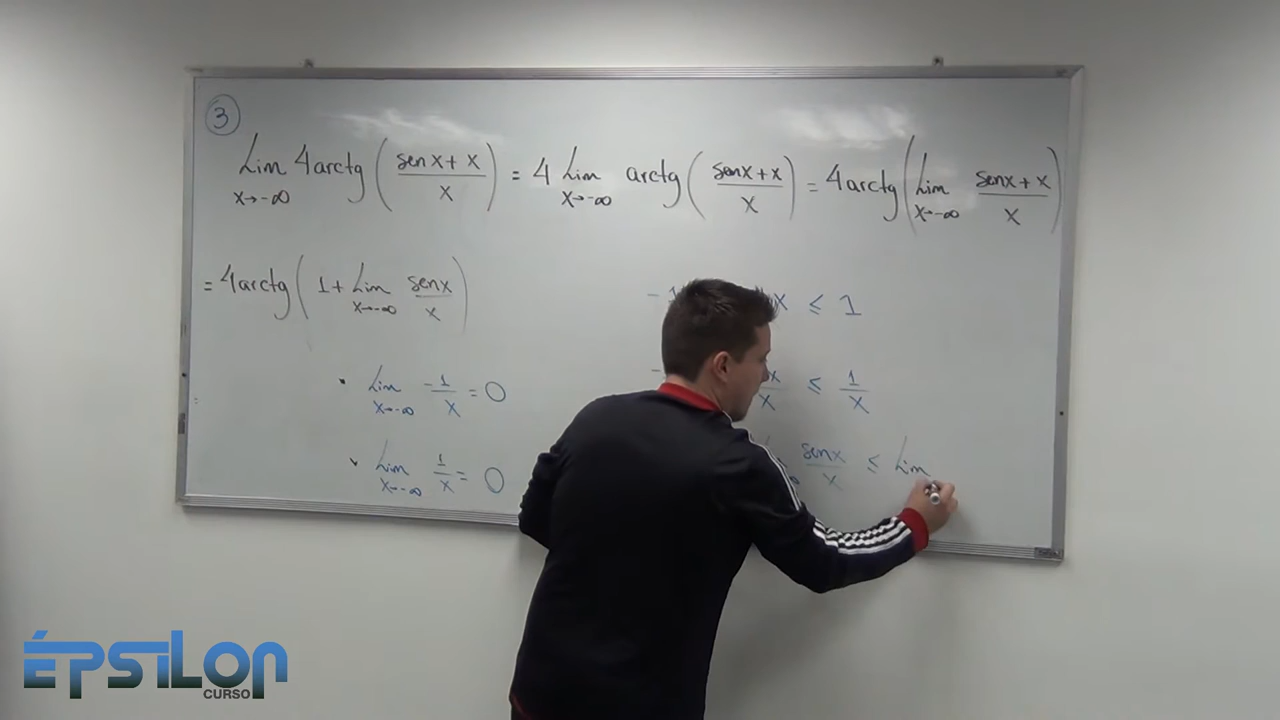 3
Lim 4arctg ( senx + x / x ) = 4 Lim arctg ( senx + x / x ) = 4arctg ( Lim senx + x / x )
x→-∞ x→-∞ x→-∞
= 4arctg ( 1 + Lim senx / x )
x→-∞
x ≤ 1
• Lim -1/x = 0
x→-∞
x ≤ 1/x
• Lim 1/x = 0
x→-∞
senx / x ≤ Lim
ÉPSILON
CURSO